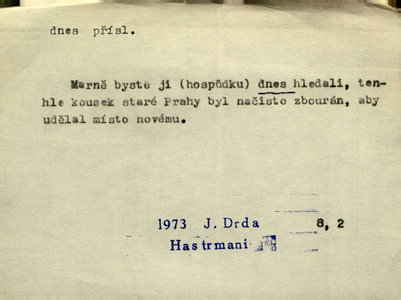 dnes přísl.
Marně byste ji (hospůdku) dnes hledali, ten-
hle kousek staré Prahy byl načisto zbourán, aby
udělal místo novému.
1973 J. Drda 8, 2
Hastrmani